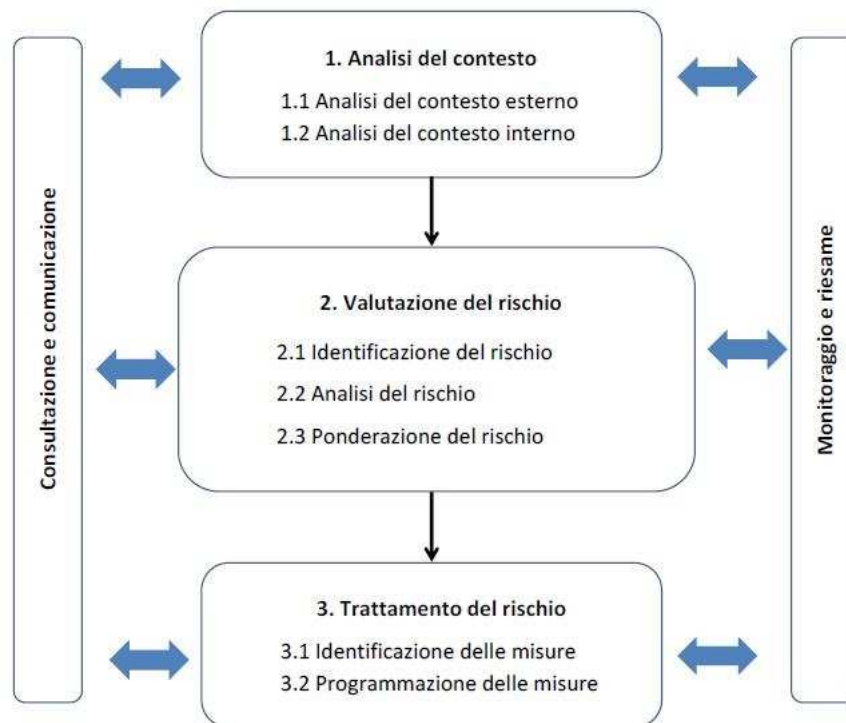 Consultazione e comunicazione
1. Analisi del contesto
1.1 Analisi del contesto esterno
1.2 Analisi del contesto interno
2. Valutazione del rischio
2.1 Identificazione del rischio
2.2 Analisi del rischio
2.3 Ponderazione del rischio
3. Trattamento del rischio
3.1 Identificazione delle misure
3.2 Programmazione delle misure
Monitoraggio e riesame